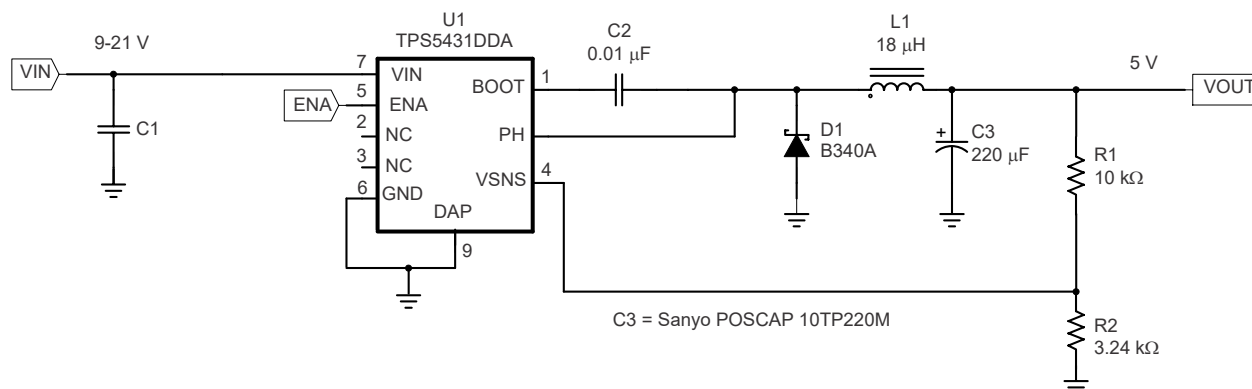 U1
TPS5431DDA
9-21 V
VIN
C1
ENA
7
5
2
3
6
VIN
ENA
NC
NC
GND
DAP
9
BOOT
PH
VSNS
1
4
C2
0.01 μF
L1
18 μH
D1
B340A
+
C3
220 μF
5 V
VOUT
R1
10 kΩ
R2
3.24 kΩ
C3 = Sanyo POSCAP 10TP220M